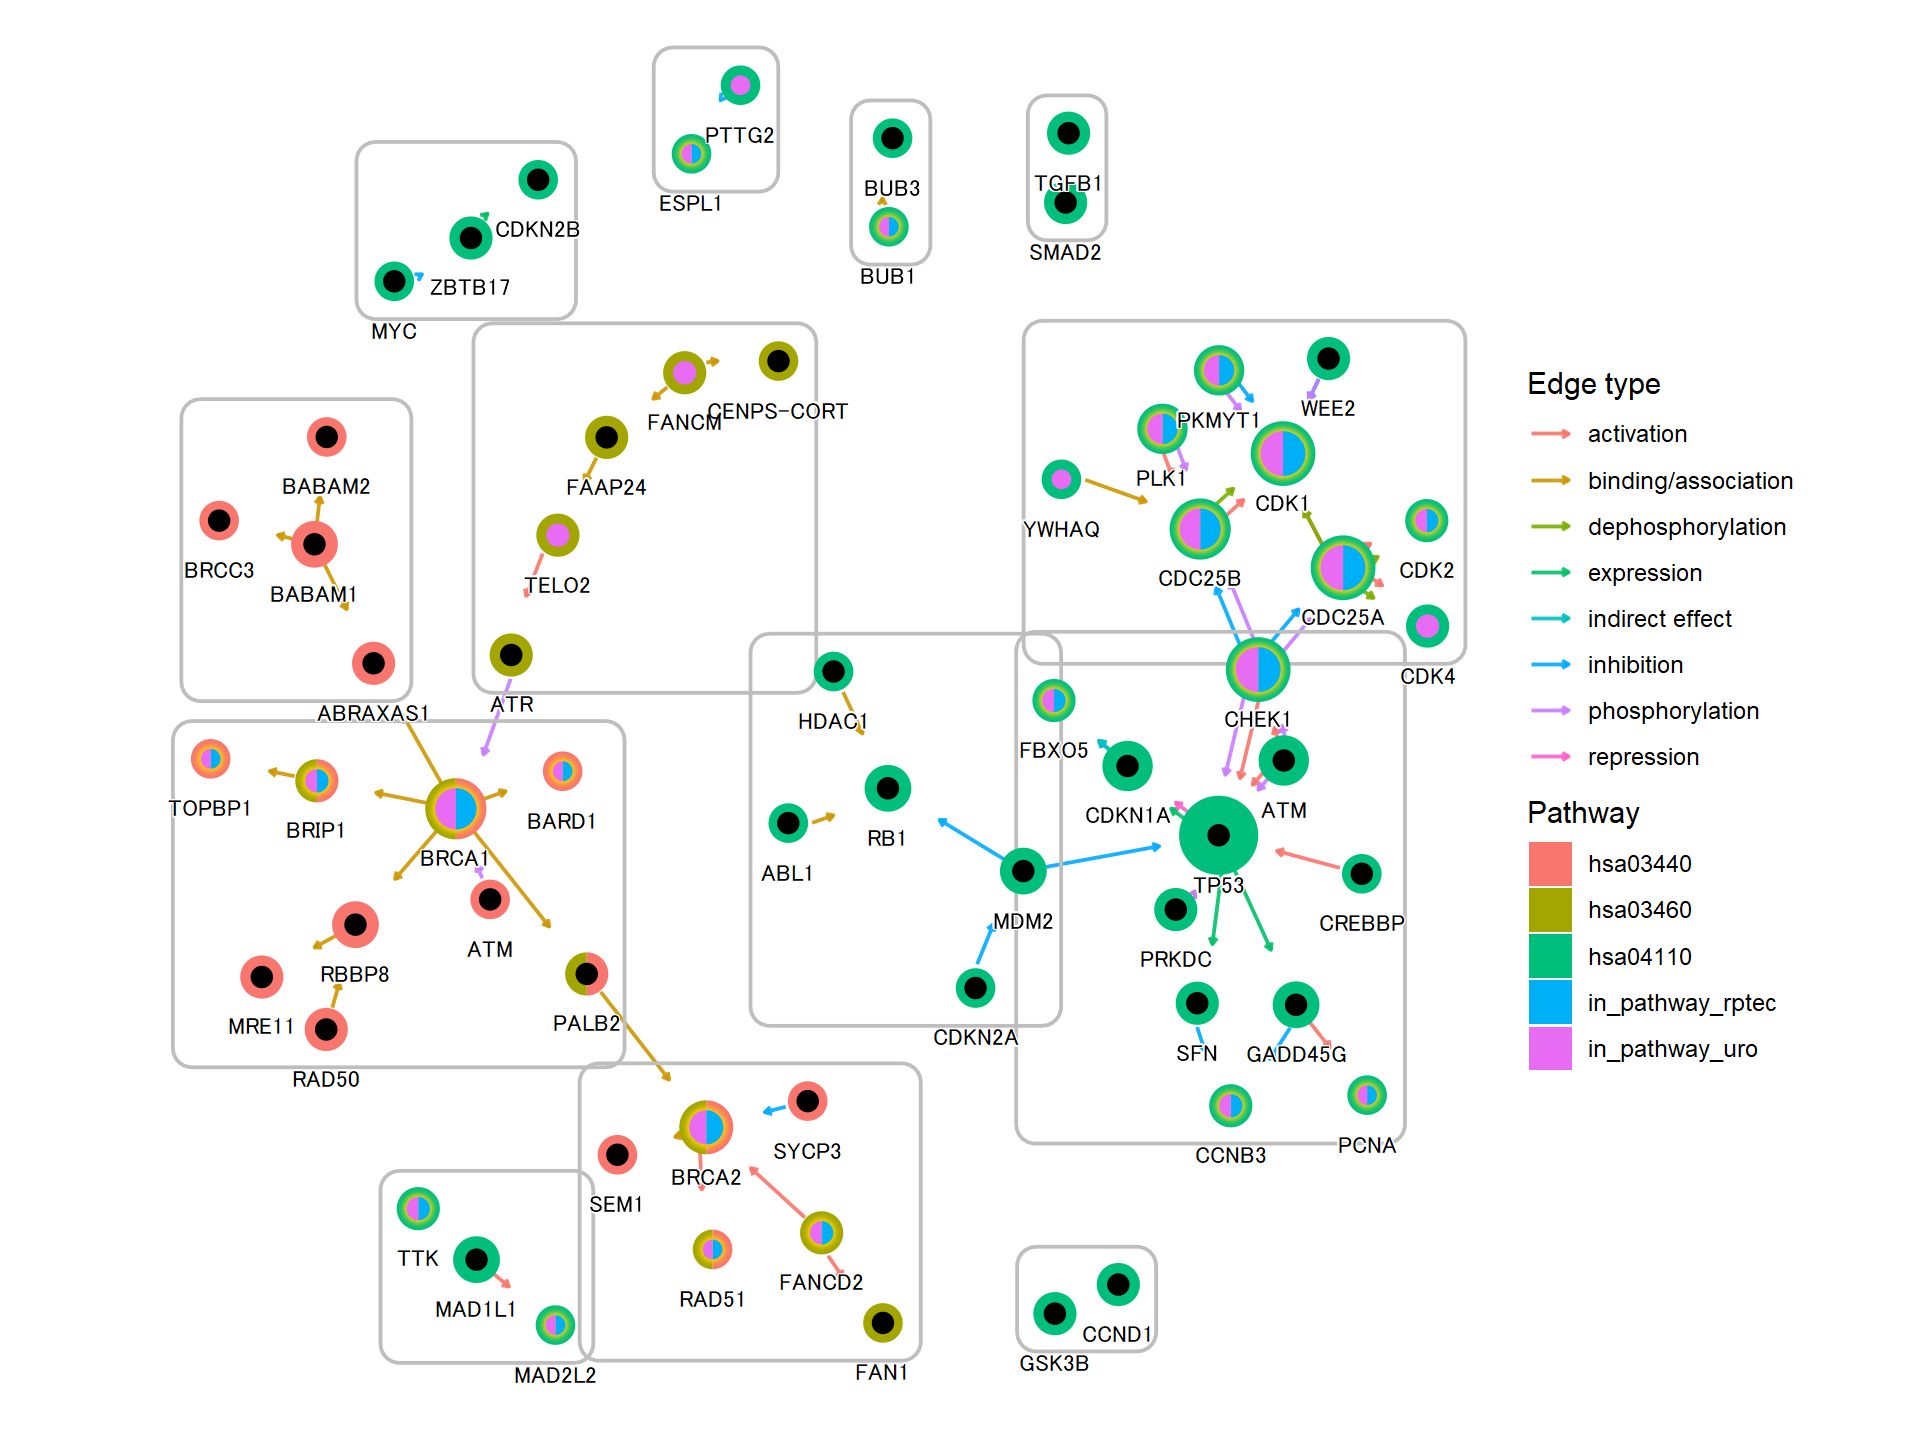 PTTG2
ESPL1
BUB3
BUB1
TGFB1
SMAD2
CDKN2B
ZBTB17
MYC
FANCM
CENPS-CORT
FAAP24
TELO2
ATR
BABAM2
BRCC3
BABAM1
ABRAXAS1
PKMYT1
WEE2
PLK1
CDK1
YWHAQ
CDC25B
CDK2
CDC25A
CDK4
CHEK1
HDAC1
FBXO5
CDKN1A
ATM
RB1
ABL1
TP53
MDM2
CREBBP
PRKDC
CDKN2A
SFN
GADD45G
CCNB3
PCNA
TOPBP1
BRIP1
BARD1
BRCA1
ATM
RBBP8
MRE11
PALB2
RAD50
SYCP3
BRCA2
SEM1
RAD51
FANCD2
FAN1
TTK
MAD1L1
MAD2L2
CCND1
GSK3B
Edge type
activation
binding/association
dephosphorylation
expression
indirect effect
inhibition
phosphorylation
repression
Pathway
hsa03440
hsa03460
hsa04110
in_pathway_rptec
in_pathway_uro